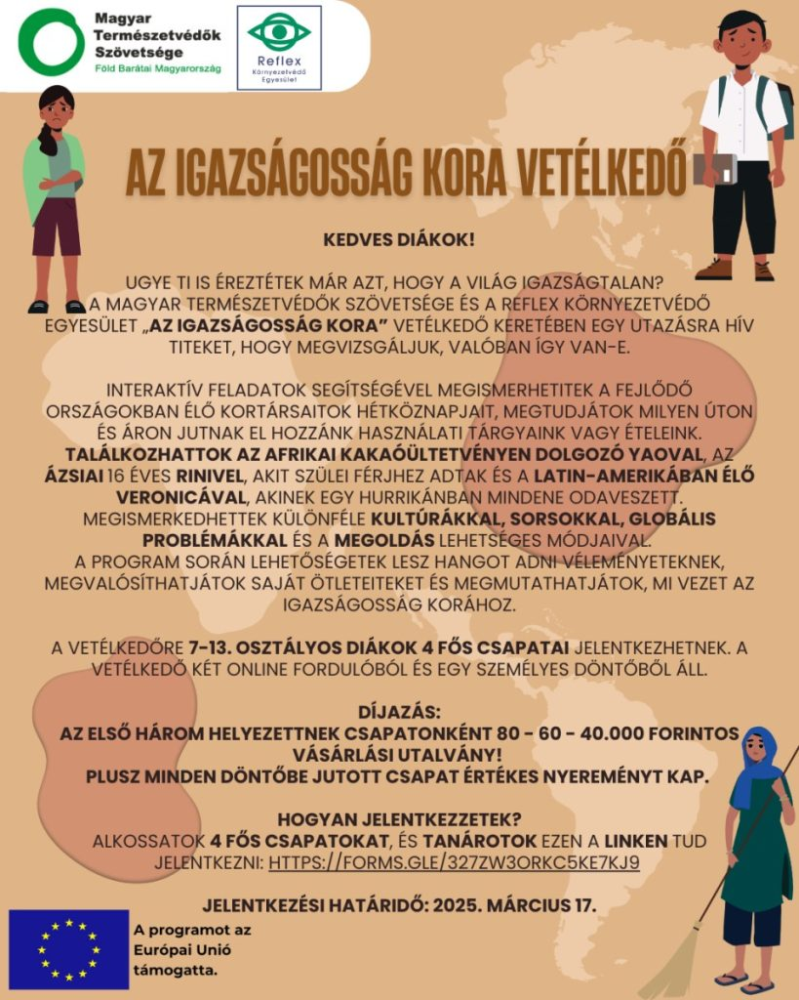 Magyar
Természetvédők
Szövetsége
Föld Barátai Magyarország
Reflex
Környezetvédő
Egyesület
AZ IGAZSÁGOSSÁG KORA VETÉLKEDŐ
KEDVES DIÁKOK!
UGYE TI IS ÉREZTÉTEK MÁR AZT, HOGY A VILÁG IGAZSÁGTALAN?
A MAGYAR TERMÉSZETVÉDŐK SZÖVETSÉGE ÉS A REFLEX KÖRNYEZETVÉDŐ
EGYESÜLET „AZ IGAZSÁGOSSÁG KORA” VETÉLKEDŐ KERETÉBEN EGY UTAZÁSRA HÍV
TITEKET, HOGY MEGVIZSGÁLJUK, VALÓBAN ÍGY VAN-E.
INTERAKTÍV FELADATOK SEGÍTSÉGÉVEL MEGISMERHETITEK A FEJLŐDŐ
ORSZÁGOKBAN ÉLŐ KORTÁRSAITOK HÉTKÖZNAPJAIT, MEGTUDJÁTOK MILYEN ÚTON
ÉS ÁRON JUTNAK EL HOZZÁNK HASZNÁLATI TÁRGYAINK VAGY ÉTELEINK.
TALÁLKOZHATTOK AZ AFRIKAI KAKAÓÜLTETVÉNYEN DOLGOZÓ YAOVAL, AZ
ÁZSIAI 16 ÉVES RINIVEL, AKIT SZÜLEI FÉRJHEZ ADTAK ÉS A LATIN-AMERIKÁBAN ÉLŐ
VERONICÁVAL, AKINEK EGY HURRIKÁNBAN MINDENE ODAVESZETT.
MEGISMERKEDHETTEK KÜLÖNFÉLE KULTÚRÁKKAL, SORSOKKAL, GLOBÁLIS
PROBLÉMÁKKAL ÉS A MEGOLDÁS LEHETSÉGES MÓDJAIVAL.
A PROGRAM SORÁN LEHETŐSÉGETEK LESZ HANGOT ADNI VÉLEMÉNYETEKNEK,
MEGVALÓSÍTHATJÁTOK SAJÁT ÖTLETEITEKET ÉS MEGMUTATHATJÁTOK, MI VEZET AZ
IGAZSÁGOSSÁG KORÁHOZ.
A VETÉLKEDŐRE 7-13. OSZTÁLYOS DIÁKOK 4 FŐS CSAPATAI JELENTKEZHETNEK. A
VETÉLKEDŐ KÉT ONLINE FORDULÓBÓL ÉS EGY SZEMÉLYES DÖNTŐBŐL ÁLL.
DÍJAZÁS:
AZ ELSŐ HÁROM HELYEZETTNEK CSAPATONKÉNT 80 - 60 - 40.000 FORINTOS
VÁSÁRLÁSI UTALVÁNY!
PLUSZ MINDEN DÖNTŐBE JUTOTT CSAPAT ÉRTÉKES NYEREMÉNYT KAP.
HOGYAN JELENTKEZZETEK?
ALKOSSATOK 4 FŐS CSAPATOKAT, ÉS TANÁROTOK EZEN A LINKEN TUD
JELENTKEZNI: HTTPS://FORMS.GLE/327ZW3ORKC5KE7KJ9
JELENTKEZÉSI HATÁRIDŐ: 2025. MÁRCIUS 17.
A programot az
Európai Unió
támogatta.